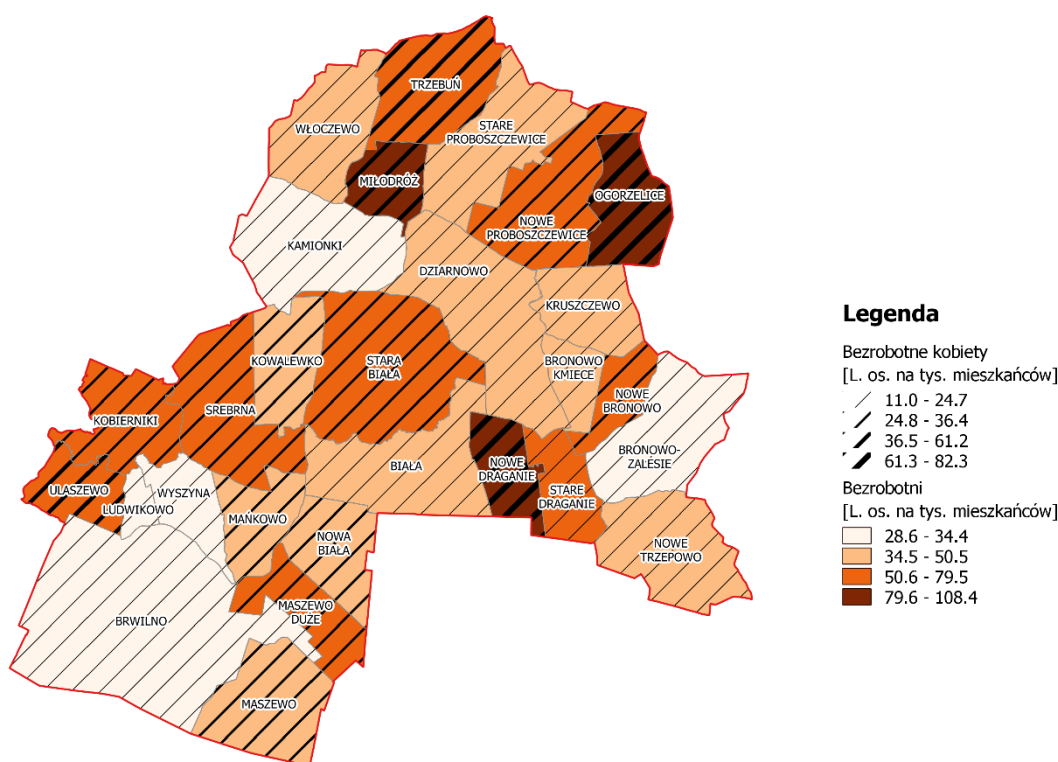 TRZEBUŃ
WŁOCZEWO
STARE
PROBOSZCZEWICE
MIŁODRÓŻ
OGORZELICE
NOWE
PROBOSZCZEWICE
KAMIONKI
DZIARNOWO
KRUSZCZEWO
KOWALEWKO
STARA
BIAŁA
BRONOWO
KMIECE
NOWE
BRONOWO
SREBRNA
KOBIERNIKI
BRONOWO-
ZALESIE
BIAŁA
NOWE
DRAGANIE
STARE
DRAGANIE
ULASZEWO
WYSZYNA
LUDWIKOWO
MAŃKOWO
NOWA
BIAŁA
NOWE
TRZEPOWO
MASZEWO
DUŻE
BRWILNO
MASZEWO
Legenda
Bezrobotne kobiety
[L. os. na tys. mieszkańców]
11.0 - 24.7
24.8 - 36.4
36.5 - 61.2
61.3 - 82.3
Bezrobotni
[L. os. na tys. mieszkańców]
28.6 - 34.4
34.5 - 50.5
50.6 - 79.5
79.6 - 108.4